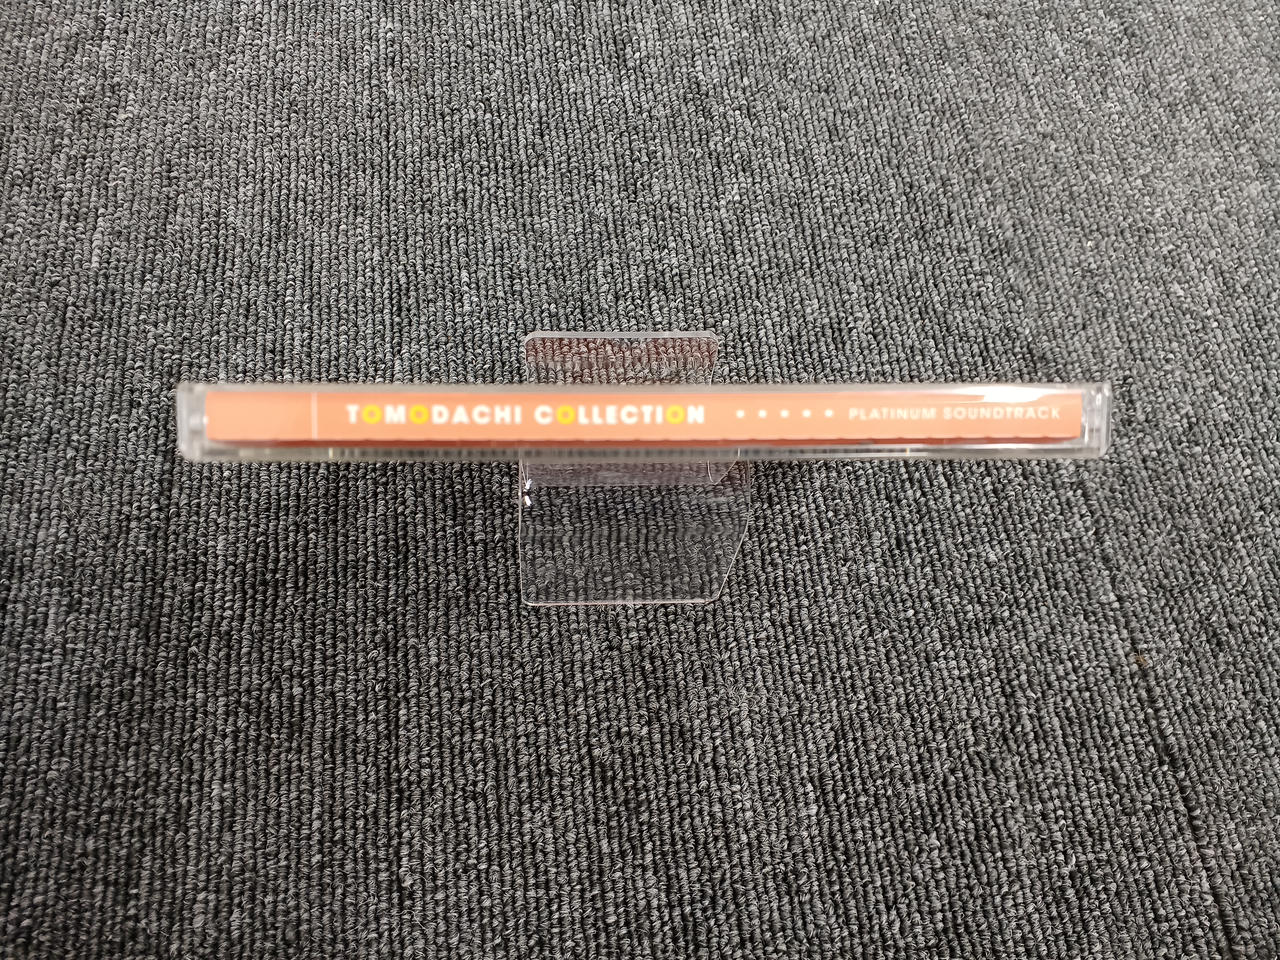 TOMODACHI COLLECTION • • • • • PLATINUM SOUNDTRACK